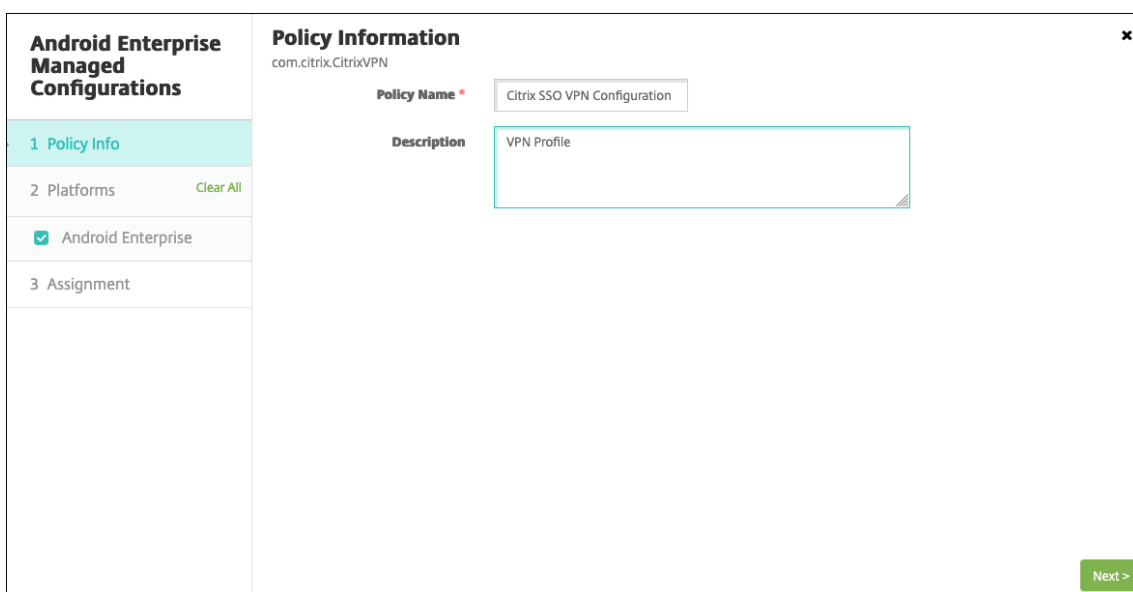 Android Enterprise
Managed
Configurations
1 Policy Info
2 Platforms
Clear All
Android Enterprise
3 Assignment
Policy Information
com.citrix.CitrixVPN
Policy Name *
Citrix SSO VPN Configuration
Description
VPN Profile
Next >